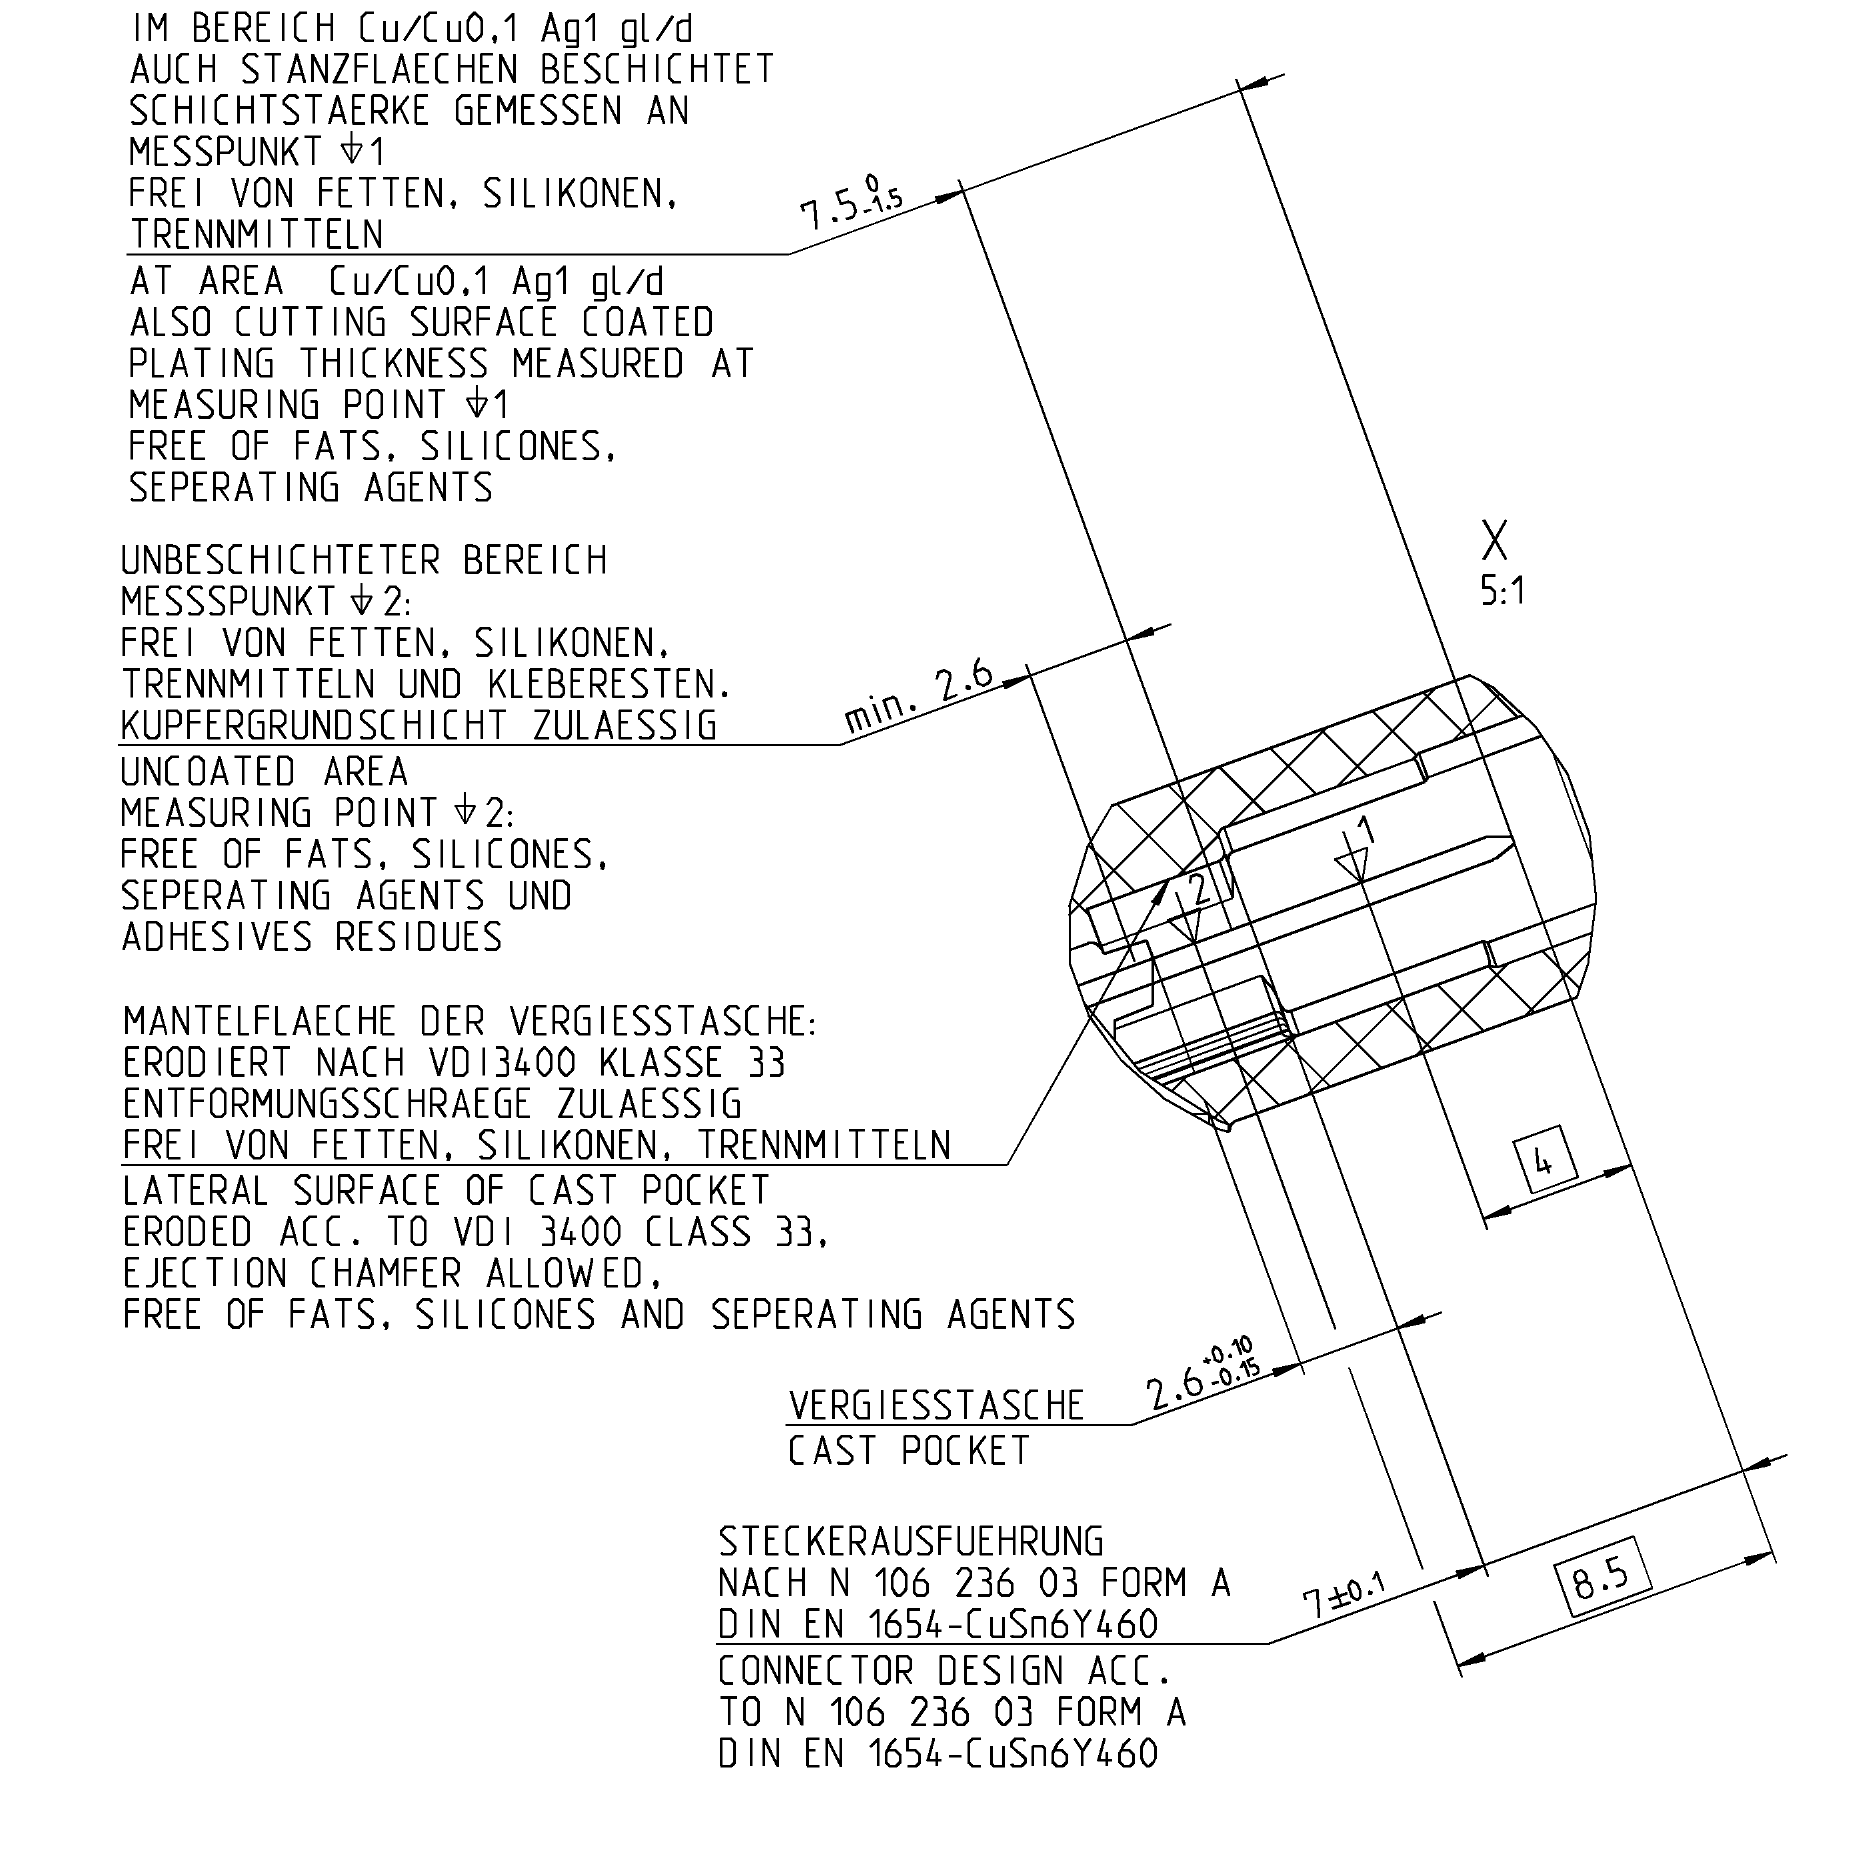 IM BEREICH Cu/Cu0,1 Ag1 gl/d
AUCH STANZFLAECHEN BESCHICHTET
SCHICHTSTAERKE GEMESSEN AN
MESSPUNKT 1
FREI VON FETTEN, SILIKONEN,
TRENNMITTELN
7.5 0 -1.5
AT AREA Cu/Cu0,1 Ag1 gl/d
ALSO CUTTING SURFACE COATED
PLATING THICKNESS MEASURED AT
MEASURING POINT 1
FREE OF FATS, SILICONES,
SEPERATING AGENTS
X
5:1
UNBESCHICHTETER BEREICH
MESSSPUNKT 2:
FREI VON FETTEN, SILIKONEN,
TRENNMITTELN UND KLEBERESTEN.
KUPFERGRUNDSCHICHT ZULAESSIG
min. 2.6
UNCOATED AREA
MEASURING POINT 2:
FREE OF FATS, SILICONES,
SEPERATING AGENTS UND
ADHESIVES RESIDUES
1
2
MANTELFLAECHE DER VERGIESSTASCHE:
ERODIERT NACH VDI3400 KLASSE 33
ENTFORMUNGSSCHRAEGE ZULAESSIG
FREI VON FETTEN, SILIKONEN, TRENNMITTELN
LATERAL SURFACE OF CAST POCKET
ERODED ACC. TO VDI 3400 CLASS 33,
EJECTION CHAMFER ALLOWED,
FREE OF FATS, SILICONES AND SEPERATING AGENTS
4
VERGIESSTASCHE
2.6 +0.10 -0.15
CAST POCKET
STECKERAUSFUEHRUNG
NACH N 106 236 03 FORM A
DIN EN 1654-CuSn6Y460
7±0.1
8.5
CONNECTOR DESIGN ACC.
TO N 106 236 03 FORM A
DIN EN 1654-CuSn6Y460